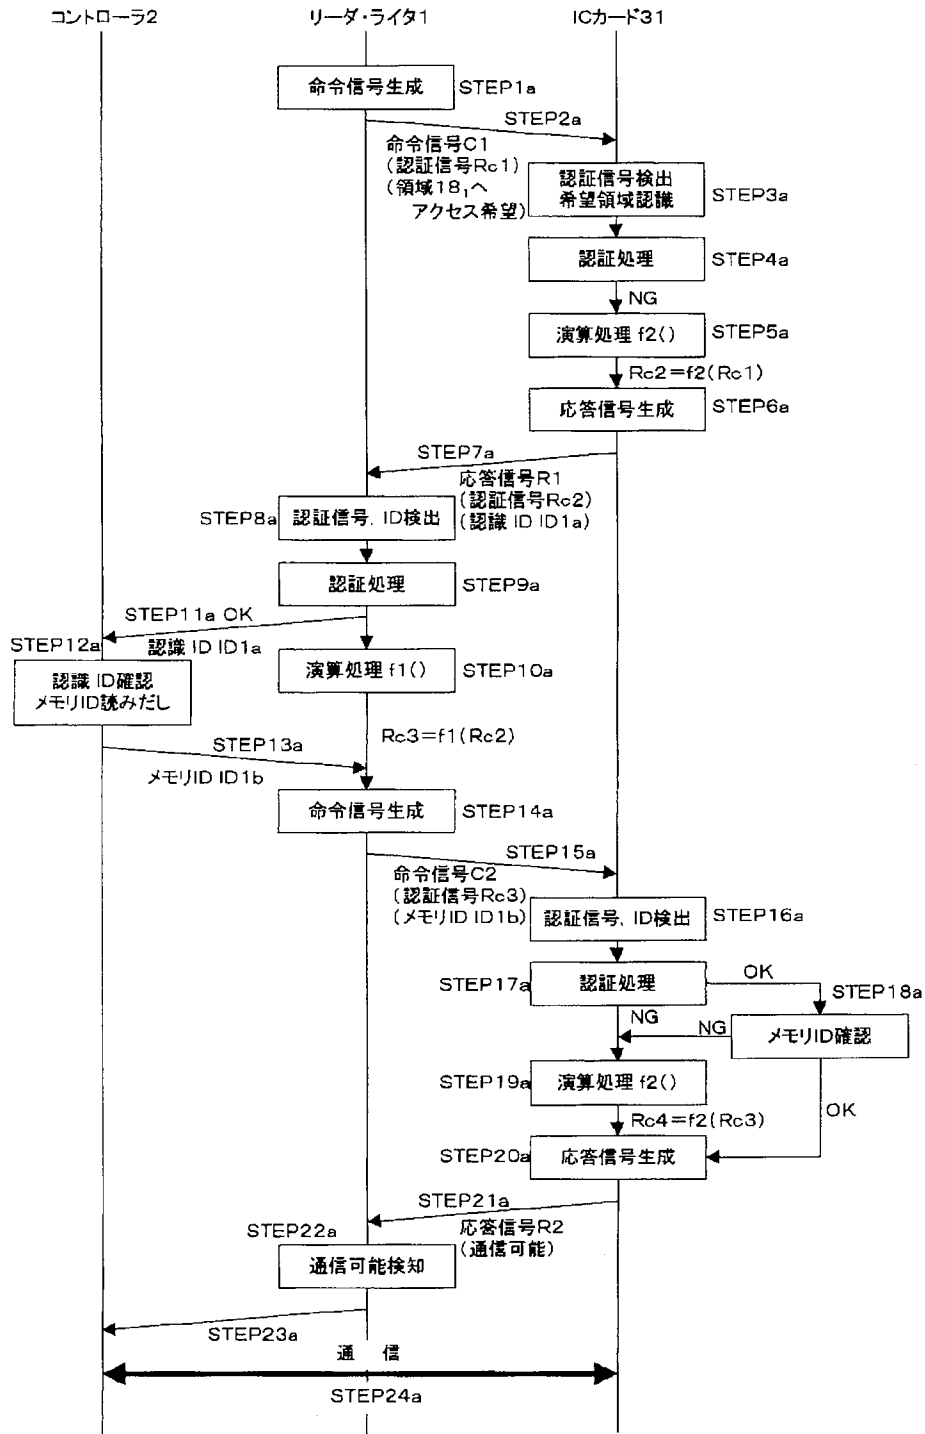 コントローラ2
リーダ・ライタ1
ICカード31
命令信号生成
STEP1a
STEP2a
命令信号C1
(認証信号Rc1)
(領域18₁へ
アクセス希望)
認証信号検出
希望領域認識
STEP3a
認証処理
STEP4a
NG
演算処理 f2()
STEP5a
Rc2=f2(Rc1)
応答信号生成
STEP6a
STEP7a
応答信号R1
(認証信号Rc2)
(認識 ID ID1a)
STEP8a
認証信号、ID検出
認証処理
STEP9a
STEP11a OK
認識 ID ID1a
STEP12a
認識 ID確認
メモリID読みだし
演算処理 f1()
STEP10a
Rc3=f1(Rc2)
STEP13a
メモリID ID1b
命令信号生成
STEP14a
STEP15a
命令信号C2
(認証信号Rc3)
(メモリID ID1b)
認証信号、ID検出
STEP16a
STEP17a
認証処理
OK
STEP18a
NG
NG
メモリID確認
STEP19a
演算処理 f2()
OK
Rc4=f2(Rc3)
STEP20a
応答信号生成
STEP21a
応答信号R2
(通信可能)
STEP22a
通信可能検知
STEP23a
通 信
STEP24a